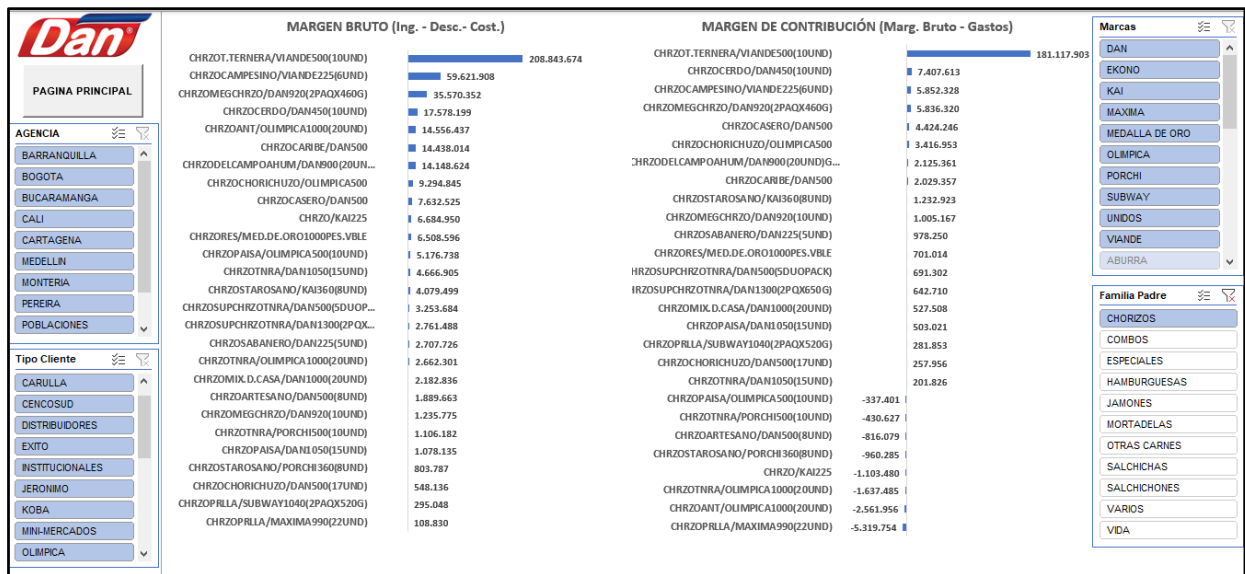 Dan
PAGINA PRINCIPAL
AGENCIA
BARRANQUILLA
BOGOTA
BUCARAMANGA
CALI
CARTAGENA
MEDELLIN
MONTERIA
PEREIRA
POBLACIONES
Tipo Cliente
CARULLA
CENCOSUD
DISTRIBUIDORES
EXITO
INSTITUCIONALES
JERONIMO
KOBA
MINI-MERCADOS
OLIMPICA
MARGEN BRUTO (Ing. - Desc.- Cost.)
CHRZOT.TERNERA/VIANDE500(10UND) 208.843.674
CHRZOCAMPESINO/VIANDE225(6UND) 59.621.908
CHRZOMEGCHRZO/DAN920(2PAQX460G) 35.570.352
CHRZOCERDO/DAN450(10UND) 17.578.199
CHRZOANT/OLIMPICA1000(20UND) 14.556.437
CHRZOCARIBE/DAN500 14.438.014
CHRZODELCAMPOAHUM/DAN900(20UN... 14.148.624
CHRZOCHORICHUZO/OLIMPICA500 9.294.845
CHRZOCASERO/DAN500 7.632.525
CHRZO/KAI225 6.684.950
CHRZORES/MED.DE.ORO1000PES.VBLE 6.508.596
CHRZOPAISA/OLIMPICA500(10UND) 5.176.738
CHRZOTNRA/DAN1050(15UND) 4.666.905
CHRZOSTAROSANO/KAI360(8UND) 4.079.499
CHRZOSUPCHRZOTNRA/DAN500(5DUOP... 3.253.684
CHRZOSUPCHRZOTNRA/DAN1300(2PQX... 2.761.488
CHRZOSABANERO/DAN225(5UND) 2.707.726
CHRZOTNRA/OLIMPICA1000(20UND) 2.662.301
CHRZOMIX.D.CASA/DAN1000(20UND) 2.182.836
CHRZOARTESANO/DAN500(8UND) 1.889.663
CHRZOMEGCHRZO/DAN920(10UND) 1.235.775
CHRZOTNRA/PORCHI500(10UND) 1.106.182
CHRZOPAISA/DAN1050(15UND) 1.078.135
CHRZOSTAROSANO/PORCHI360(8UND) 803.787
CHRZOCHORICHUZO/DAN500(17UND) 548.136
CHRZOPRLLA/SUBWAY1040(2PAQX520G) 295.048
CHRZOPRLLA/MAXIMA990(22UND) 108.830
MARGEN DE CONTRIBUCIÓN (Marg. Bruto - Gastos)
CHRZOT.TERNERA/VIANDE500(10UND) 181.117.903
CHRZOCERDO/DAN450(10UND) 7.407.613
CHRZOCAMPESINO/VIANDE225(6UND) 5.852.328
CHRZOMEGCHRZO/DAN920(2PAQX460G) 5.836.320
CHRZOCASERO/DAN500 4.424.246
CHRZOCHORICHUZO/OLIMPICA500 3.416.953
CHRZODELCAMPOAHUM/DAN900(20UND)G... 2.125.361
CHRZOCARIBE/DAN500 2.029.357
CHRZOSTAROSANO/KAI360(8UND) 1.232.923
CHRZOMEGCHRZO/DAN920(10UND) 1.005.167
CHRZOSABANERO/DAN225(5UND) 978.250
CHRZORES/MED.DE.ORO1000PES.VBLE 701.014
HRZOSUPCHRZOTNRA/DAN500(5DUOPACK) 691.302
IRZOSUPCHRZOTNRA/DAN1300(2PQX650G) 642.710
CHRZOMIX.D.CASA/DAN1000(20UND) 527.508
CHRZOPAISA/DAN1050(15UND) 503.021
CHRZOPRLLA/SUBWAY1040(2PAQX520G) 281.853
CHRZOCHORICHUZO/DAN500(17UND) 257.956
CHRZOTNRA/DAN1050(15UND) 201.826
CHRZOPAISA/OLIMPICA500(10UND) -337.401
CHRZOTNRA/PORCHI500(10UND) -430.627
CHRZOARTESANO/DAN500(8UND) -816.079
CHRZOSTAROSANO/PORCHI360(8UND) -960.285
CHRZO/KAI225 -1.103.480
CHRZOTNRA/OLIMPICA1000(20UND) -1.637.485
CHRZOANT/OLIMPICA1000(20UND) -2.561.956
CHRZOPRLLA/MAXIMA990(22UND) -5.319.754
Marcas
DAN
EKONO
KAI
MAXIMA
MEDALLA DE ORO
OLIMPICA
PORCHI
SUBWAY
UNIDOS
VIANDE
ABURRA
Familia Padre
CHORIZOS
COMBOS
ESPECIALES
HAMBURGUESAS
JAMONES
MORTADELAS
OTRAS CARNES
SALCHICHAS
SALCHICHONES
VARIOS
VIDA